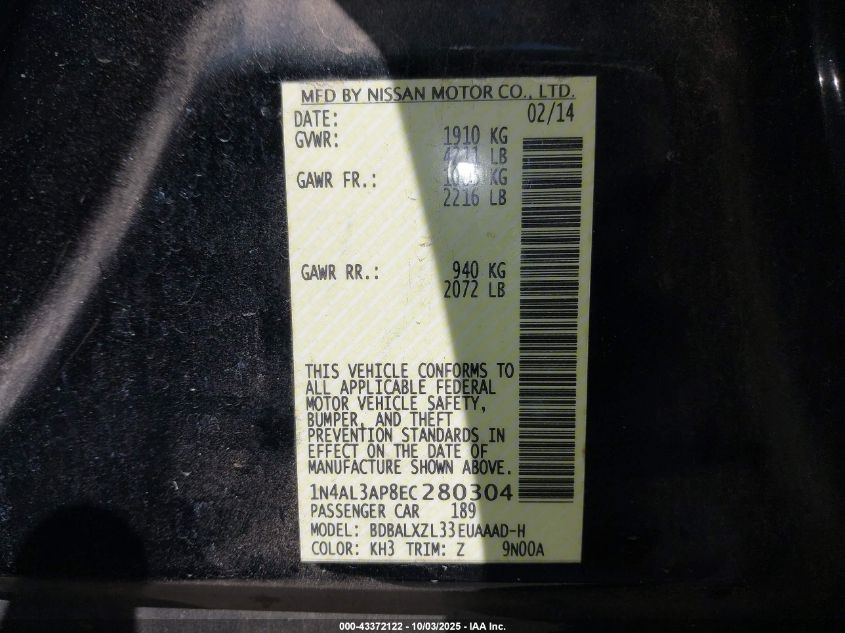 MFD BY NISSAN MOTOR CO., LTD.
DATE: 02/14
GVWR: 1910 KG
LB
GAWR FR.: KG
2216 LB
GAWR RR.: 940 KG
2072 LB
THIS VEHICLE CONFORMS TO
ALL APPLICABLE FEDERAL
MOTOR VEHICLE SAFETY,
BUMPER, AND THEFT
PREVENTION STANDARDS IN
EFFECT ON THE DATE OF
MANUFACTURE SHOWN ABOVE.
1N4AL3AP8EC280304
PASSENGER CAR 189
MODEL: BDBALXZL33EUAAAD-H
COLOR: KH3 TRIM: Z 9N00A
000-43372122 - 10/03/2025 - IAA Inc.